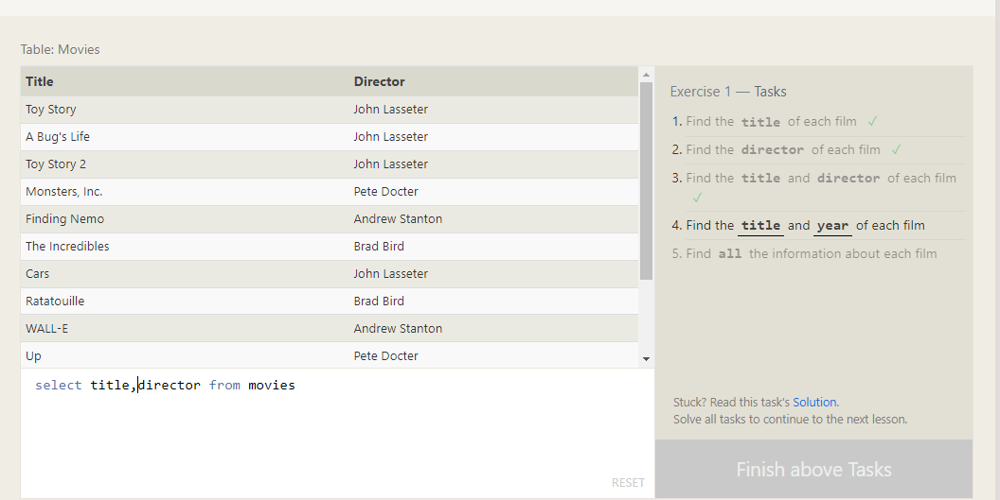 Table: Movies
Title Director
Toy Story John Lasseter
A Bug's Life John Lasseter
Toy Story 2 John Lasseter
Monsters, Inc. Pete Docter
Finding Nemo Andrew Stanton
The Incredibles Brad Bird
Cars John Lasseter
Ratatouille Brad Bird
WALL-E Andrew Stanton
Up Pete Docter
select title,director from movies
RESET
Exercise 1 — Tasks
1. Find the title of each film ✓
2. Find the director of each film ✓
3. Find the title and director of each film
✓
4. Find the title and year of each film
5. Find all the information about each film
Stuck? Read this task's Solution.
Solve all tasks to continue to the next lesson.
Finish above Tasks